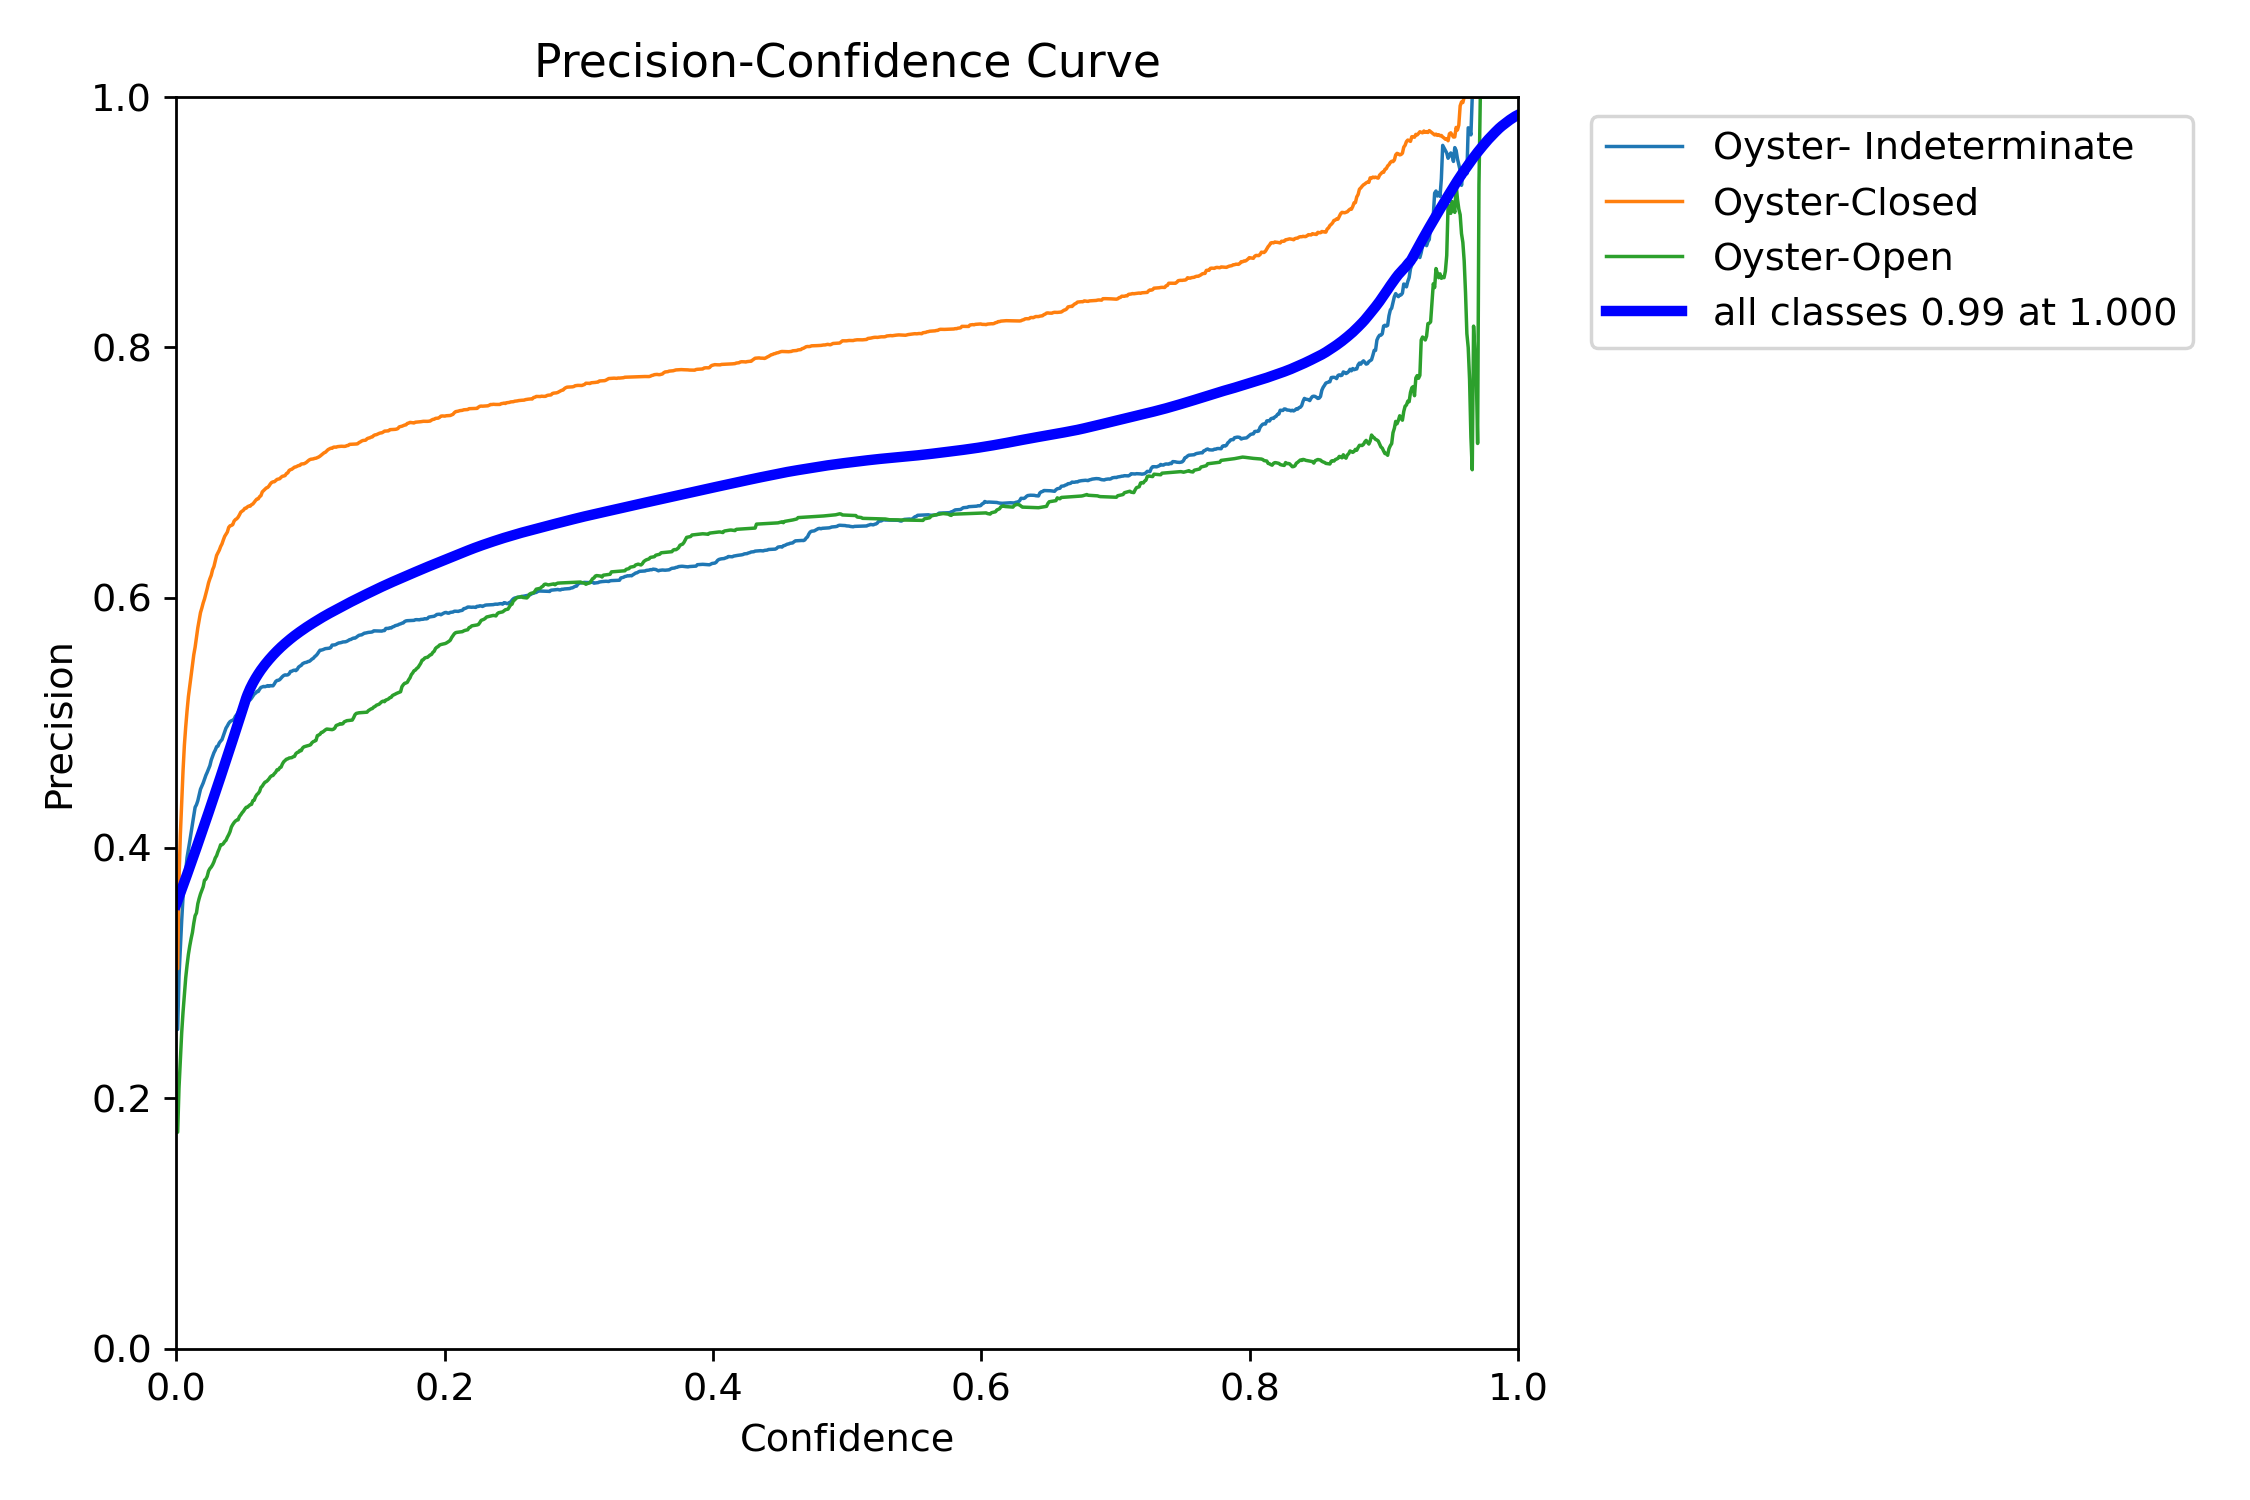 Precision-Confidence Curve
1.0
0.8
0.6
0.4
0.2
0.0
Precision
0.0 0.2 0.4 0.6 0.8 1.0
Confidence
Oyster- Indeterminate
Oyster-Closed
Oyster-Open
all classes 0.99 at 1.000